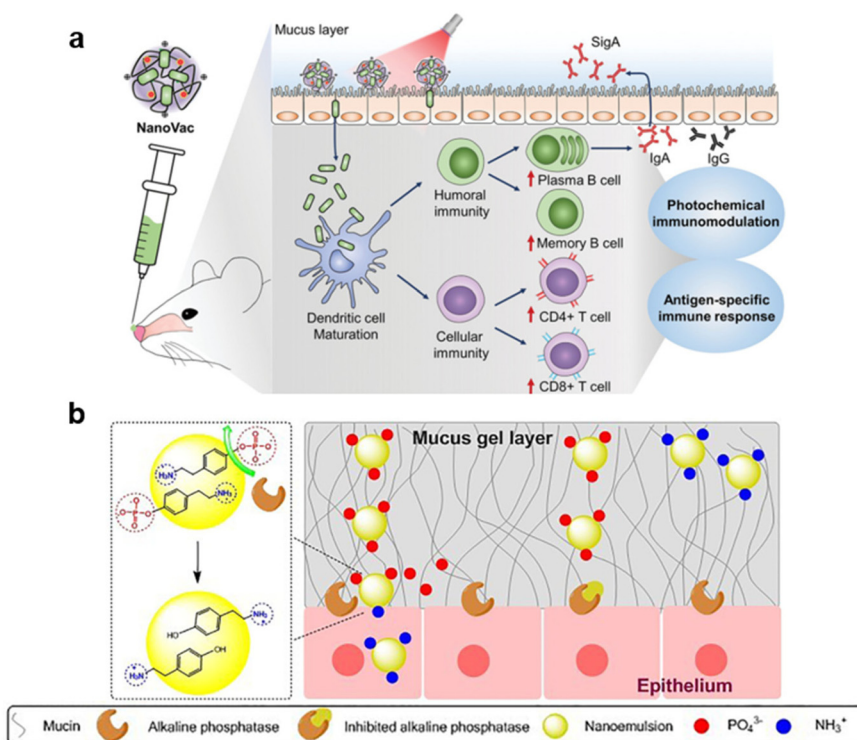 a
Mucus layer
SigA
NanoVac
IgA
IgG
Humoral
immunity
Plasma B cell
Memory B cell
Photochemical
immunomodulation
Dendritic cell
Maturation
Cellular
immunity
CD4+ T cell
CD8+ T cell
Antigen-specific
immune response
b
Mucus gel layer
Epithelium
HO
OH
Mucin
Alkaline phosphatase
Inhibited alkaline phosphatase
Nanoemulsion
PO₄³⁻
NH₃⁺